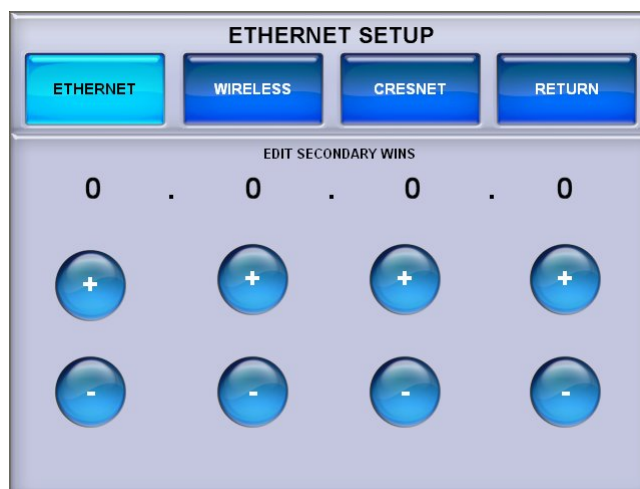 ETHERNET SETUP
ETHERNET WIRELESS CRESNET RETURN
EDIT SECONDARY WINS
0 . 0 . 0 . 0
+ + + +
- - - -